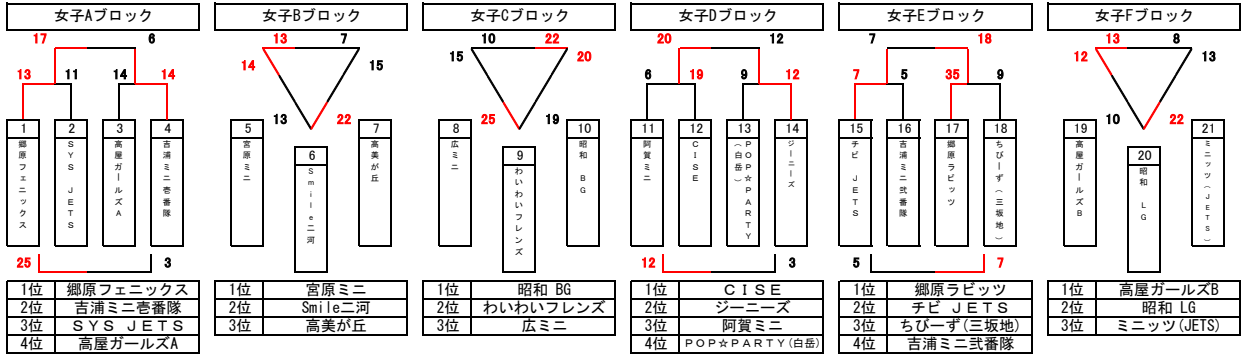 女子Aブロック
17 6
13 11 14 14
1 2 3 4
郷原フェニックス
SYS JETS
高屋ガールズA
吉浦ミニ壱番隊
25 3
1位 郷原フェニックス
2位 吉浦ミニ壱番隊
3位 SYS JETS
4位 高屋ガールズA
女子Bブロック
13 7
14 15
13 22
5 6 7
宮原ミニ
Smile二河
高美が丘
1位 宮原ミニ
2位 Smile二河
3位 高美が丘
女子Cブロック
10 22
15 20
25 19
8 9 10
広ミニ
わいわいフレンズ
昭和 BG
1位 昭和 BG
2位 わいわいフレンズ
3位 広ミニ
女子Dブロック
20 12
6 19 9 12
11 12 13 14
阿賀ミニ
CISE
POP☆PARTY
(白岳)
ジーニーズ
12 3
1位 CISE
2位 ジーニーズ
3位 阿賀ミニ
4位 POP☆PARTY(白岳)
女子Eブロック
7 18
7 5 35 9
15 16 17 18
チビ JETS
吉浦ミニ弐番隊
郷原ラビッツ
ちびーず(三坂地)
5 7
1位 郷原ラビッツ
2位 チビ JETS
3位 ちびーず(三坂地)
4位 吉浦ミニ弐番隊
女子Fブロック
13 8
12 13
10 22
19 20 21
高屋ガールズB
昭和 LG
ミニッツ(JETS)
1位 高屋ガールズB
2位 昭和 LG
3位 ミニッツ(JETS)